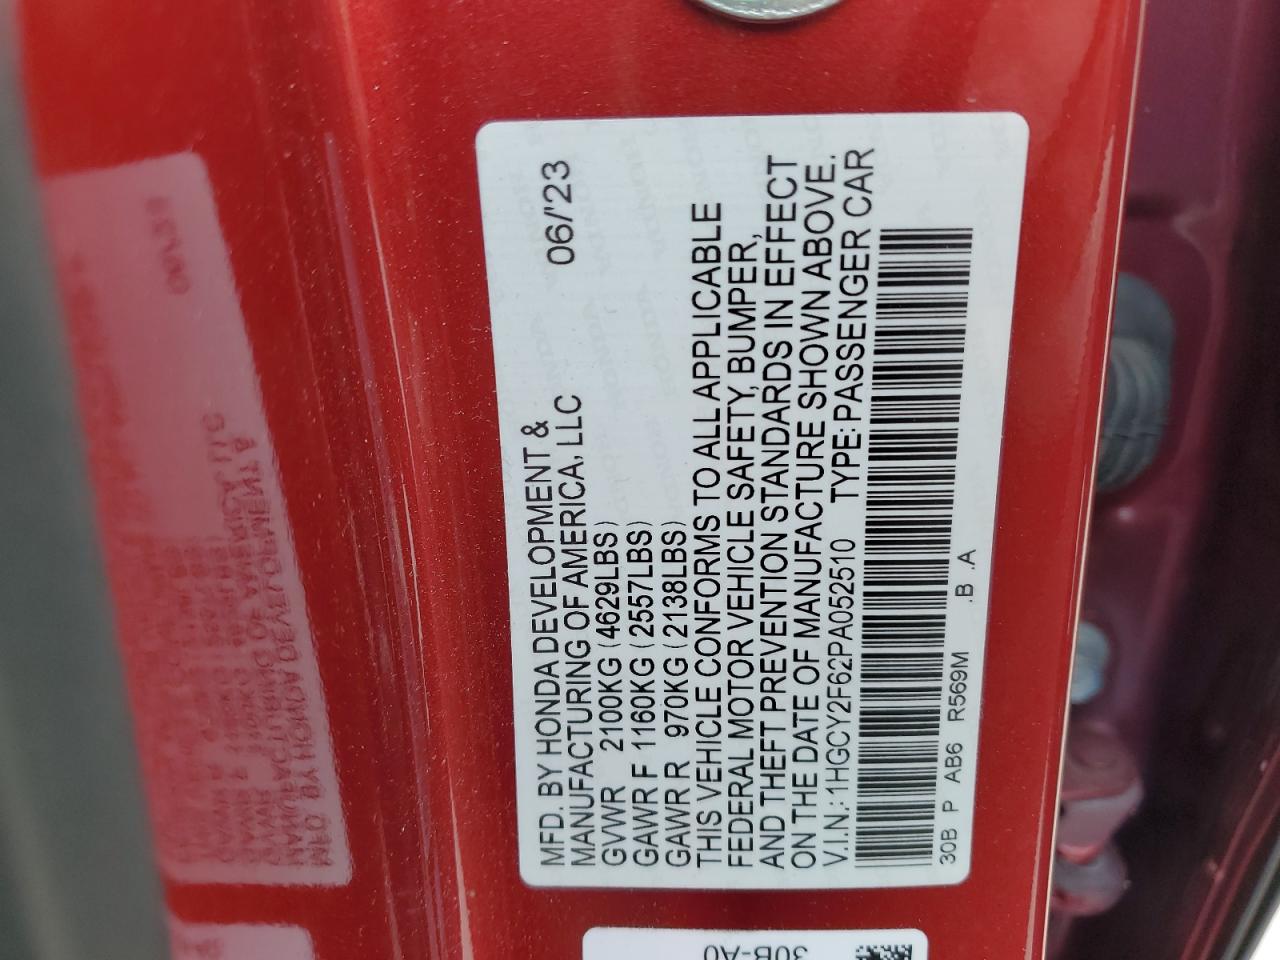 MFD. BY HONDA DEVELOPMENT &
MANUFACTURING OF AMERICA, LLC 06/'23
GVWR 2100KG (4629LBS)
GAWR F 1160KG (2557LBS)
GAWR R 970KG (2138LBS)
THIS VEHICLE CONFORMS TO ALL APPLICABLE
FEDERAL MOTOR VEHICLE SAFETY, BUMPER,
AND THEFT PREVENTION STANDARDS IN EFFECT
ON THE DATE OF MANUFACTURE SHOWN ABOVE.
V.I.N.: 1HGCY2F62PA052510 TYPE: PASSENGER CAR
30B P AB6 R569M .B .A
30B-A0